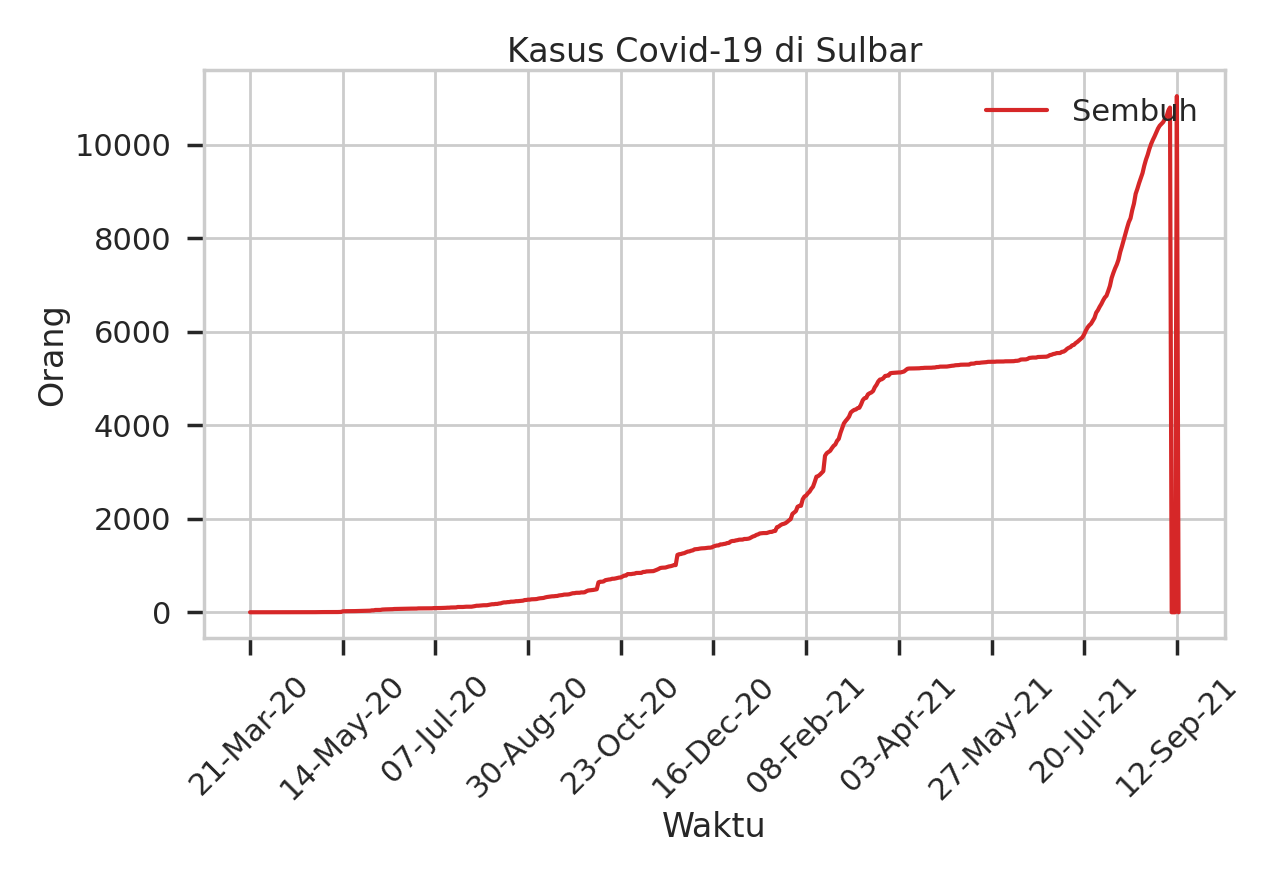 Kasus Covid-19 di Sulbar
Sembuh
Orang
10000
8000
6000
4000
2000
0
21-Mar-20
14-May-20
07-Jul-20
30-Aug-20
23-Oct-20
16-Dec-20
08-Feb-21
03-Apr-21
27-May-21
20-Jul-21
12-Sep-21
Waktu